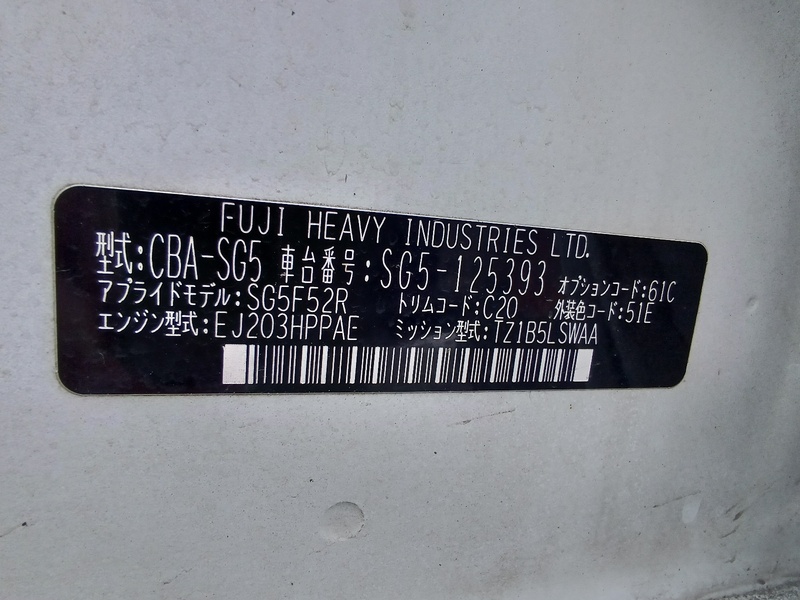 FUJI HEAVY INDUSTRIES LTD.
型式:CBA-SG5 車台番号:SG5-125393 オプションコード:61C
アプライドモデル:SG5F52R トリムコード:C20 外装色コード:51E
エンジン型式:EJ203HPPAE ミッション型式:TZ1B5LSWAA